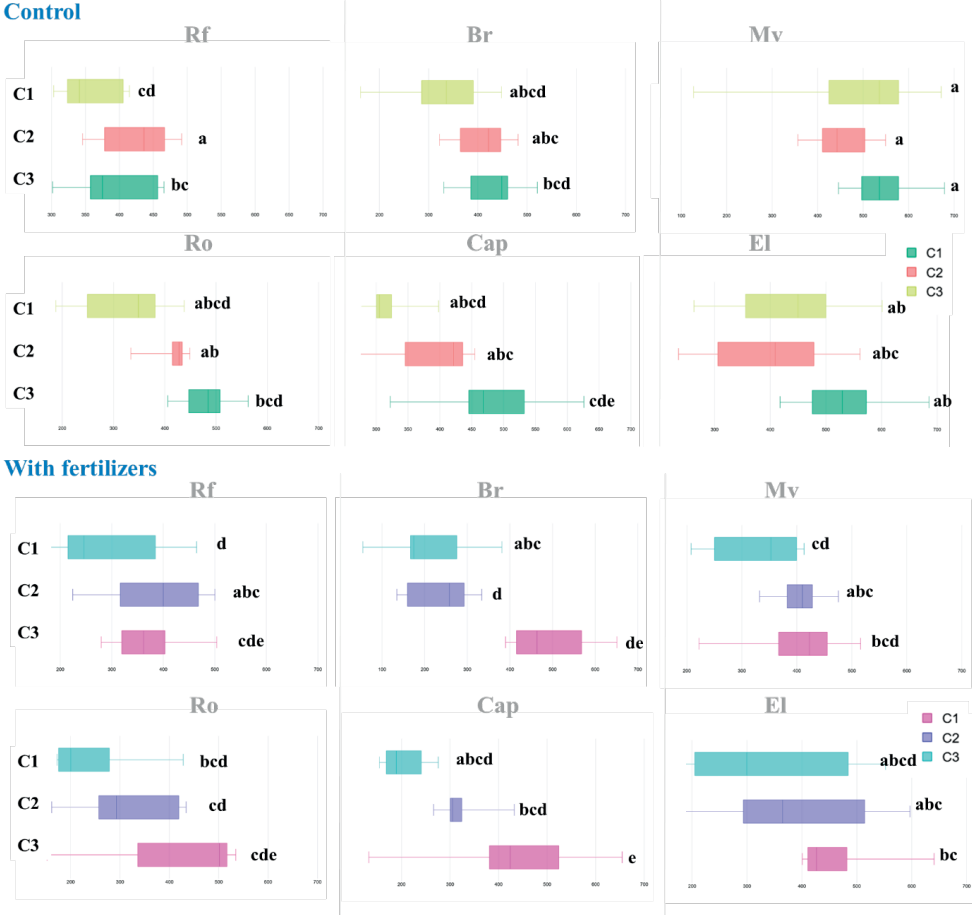 Control
Rf Br Mv
C1 cd abcd a
C2 a abc a
C3 bc bcd a
300 350 400 450 500 550 600 650 700 200 300 400 500 600 700 100 200 300 400 500 600 700
Ro Cap El
C1
C2
C3
C1 abcd abcd ab
C2 ab abc abc
C3 bcd cde ab
200 300 400 500 600 700 300 350 400 450 500 550 600 650 700 300 400 500 600 700
With fertilizers
Rf Br Mv
C1 d abc cd
C2 abc d abc
C3 cde de bcd
200 300 400 500 600 700 100 200 300 400 500 600 700 200 300 400 500 600 700
Ro Cap El
C1
C2
C3
C1 bcd abcd abcd
C2 cd bcd abc
C3 cde e bc
200 300 400 500 600 700 200 300 400 500 600 700 200 300 400 500 600 700